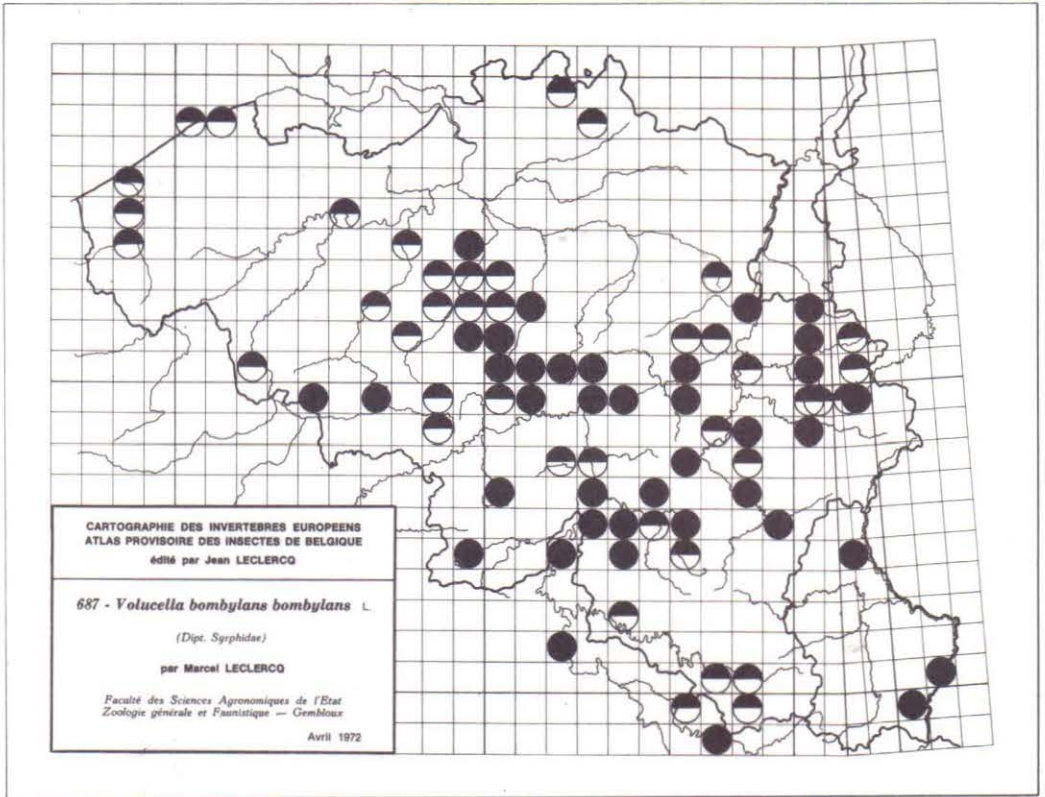 CARTOGRAPHIE DES INVERTEBRES EUROPEENS
ATLAS PROVISOIRE DES INSECTES DE BELGIQUE
édité par Jean LECLERCQ
687 - Volucella bombylans bombylans L.
(Dipt. Syrphidae)
par Marcel LECLERCQ
Faculté des Sciences Agronomiques de l'Etat
Zoologie générale et Faunistique — Gembloux
Avril 1972